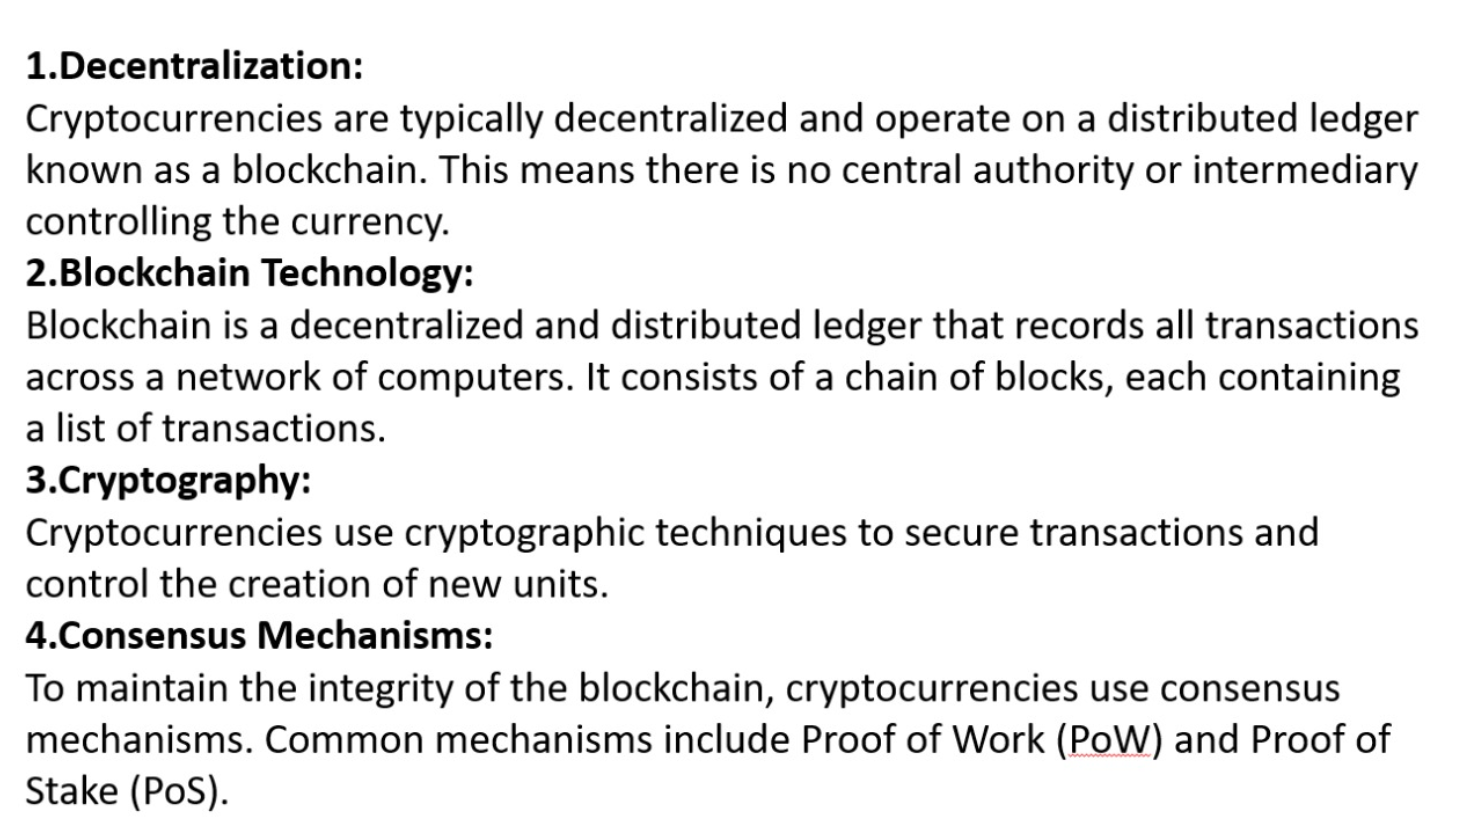 1.Decentralization:
Cryptocurrencies are typically decentralized and operate on a distributed ledger
known as a blockchain. This means there is no central authority or intermediary
controlling the currency.
2.Blockchain Technology:
Blockchain is a decentralized and distributed ledger that records all transactions
across a network of computers. It consists of a chain of blocks, each containing
a list of transactions.
3.Cryptography:
Cryptocurrencies use cryptographic techniques to secure transactions and
control the creation of new units.
4.Consensus Mechanisms:
To maintain the integrity of the blockchain, cryptocurrencies use consensus
mechanisms. Common mechanisms include Proof of Work (PoW) and Proof of
Stake (PoS).